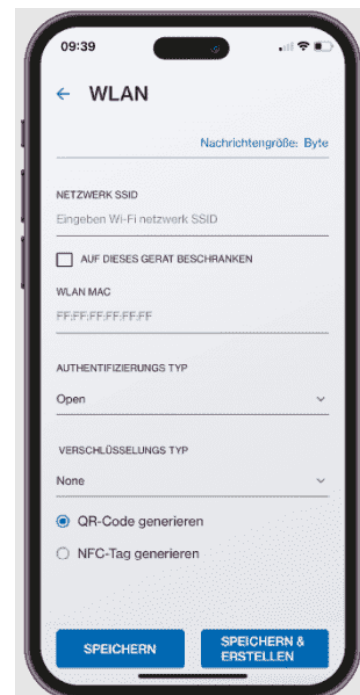 09:39
← WLAN
Nachrichtengröße: Byte
NETZWERK SSID
Eingeben Wi-Fi netzwerk SSID
AUF DIESES GERAT BESCHRANKEN
WLAN MAC
FF:FF:FF:FF:FF:FF
AUTHENTIFIZIERUNGS TYP
Open
VERSCHLÜSSELUNGS TYP
None
QR-Code generieren
NFC-Tag generieren
SPEICHERN
SPEICHERN &
ERSTELLEN